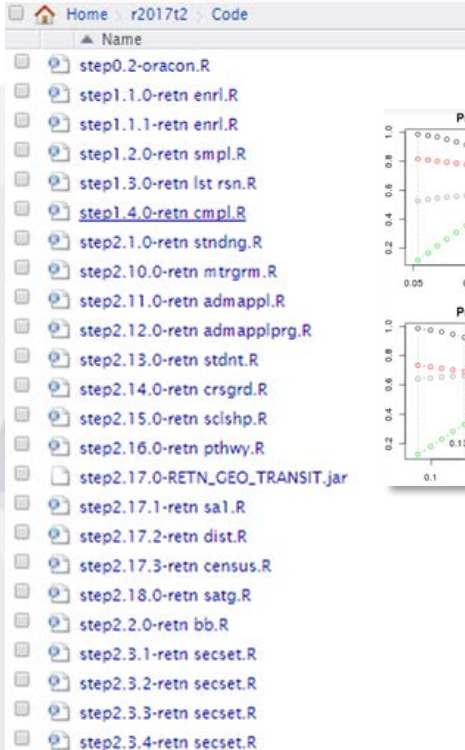 Home r2017t2 Code
Name
step0.2-oracon.R
step1.1.0-retn enrl.R
step1.1.1-retn enrl.R
step1.2.0-retn smpl.R
step1.3.0-retn lst rsn.R
step1.4.0-retn cmpl.R
step2.1.0-retn stndng.R
step2.10.0-retn mtrgrm.R
step2.11.0-retn admappl.R
step2.12.0-retn admapplprg.R
step2.13.0-retn stdnt.R
step2.14.0-retn crsgrd.R
step2.15.0-retn sclshp.R
step2.16.0-retn pthwy.R
step2.17.0-RETN_GEO_TRANSIT.jar
step2.17.1-retn sa1.R
step2.17.2-retn dist.R
step2.17.3-retn census.R
step2.18.0-retn satg.R
step2.2.0-retn bb.R
step2.3.1-retn secset.R
step2.3.2-retn secset.R
step2.3.3-retn secset.R
step2.3.4-retn secset.R
1.0
0.8
0.6
0.4
0.2
0.05
1.0
0.8
0.6
0.4
0.2
0.1